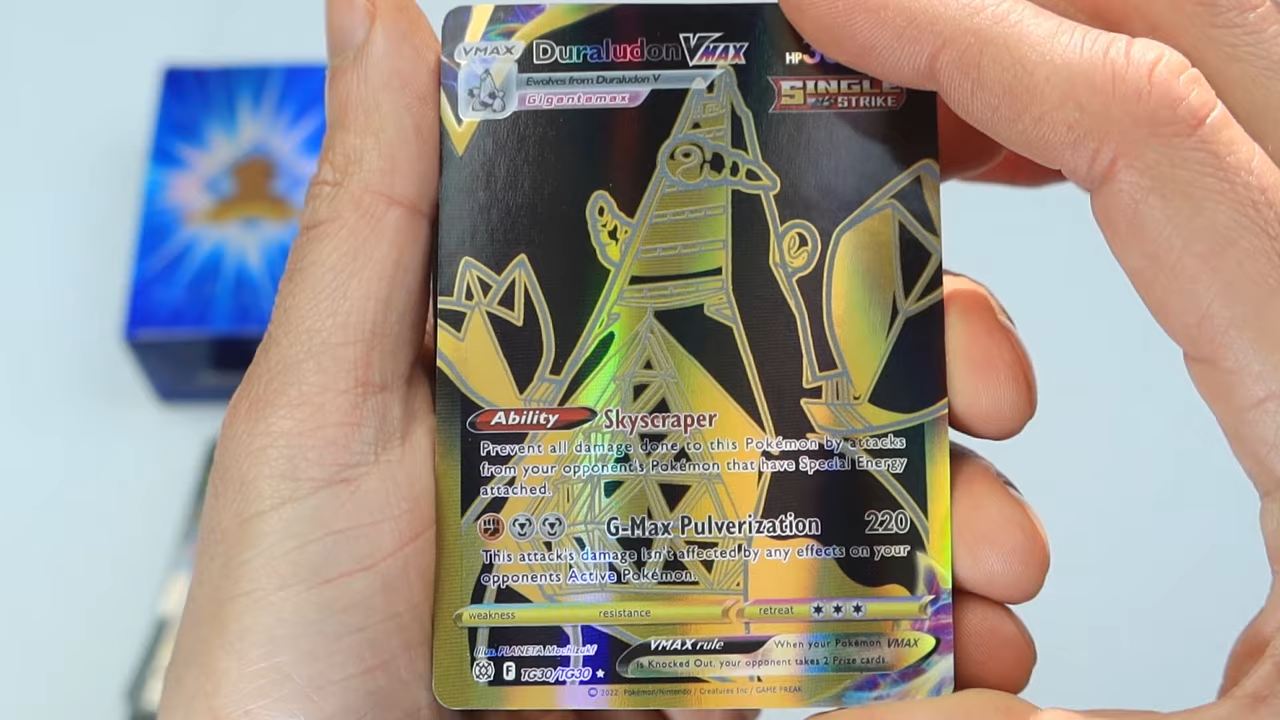 VMAX Duraludon VMAX HP
Evolves from Duraludon V
Gigantamax
SINGLE
STRIKE
Ability Skyscraper
Prevent all damage done to this Pokémon by attacks
from your opponent's Pokémon that have Special Energy
attached.
G-Max Pulverization 220
This attack's damage isn't affected by any effects on your
opponents Active Pokémon.
weakness resistance retreat
Illus. PLANETA Mochizuki
VMAX rule When your Pokémon VMAX
is Knocked Out, your opponent takes 2 Prize cards.
F TG30/TG30
© 2022 Pokémon/Nintendo / Creatures Inc / GAME FREAK